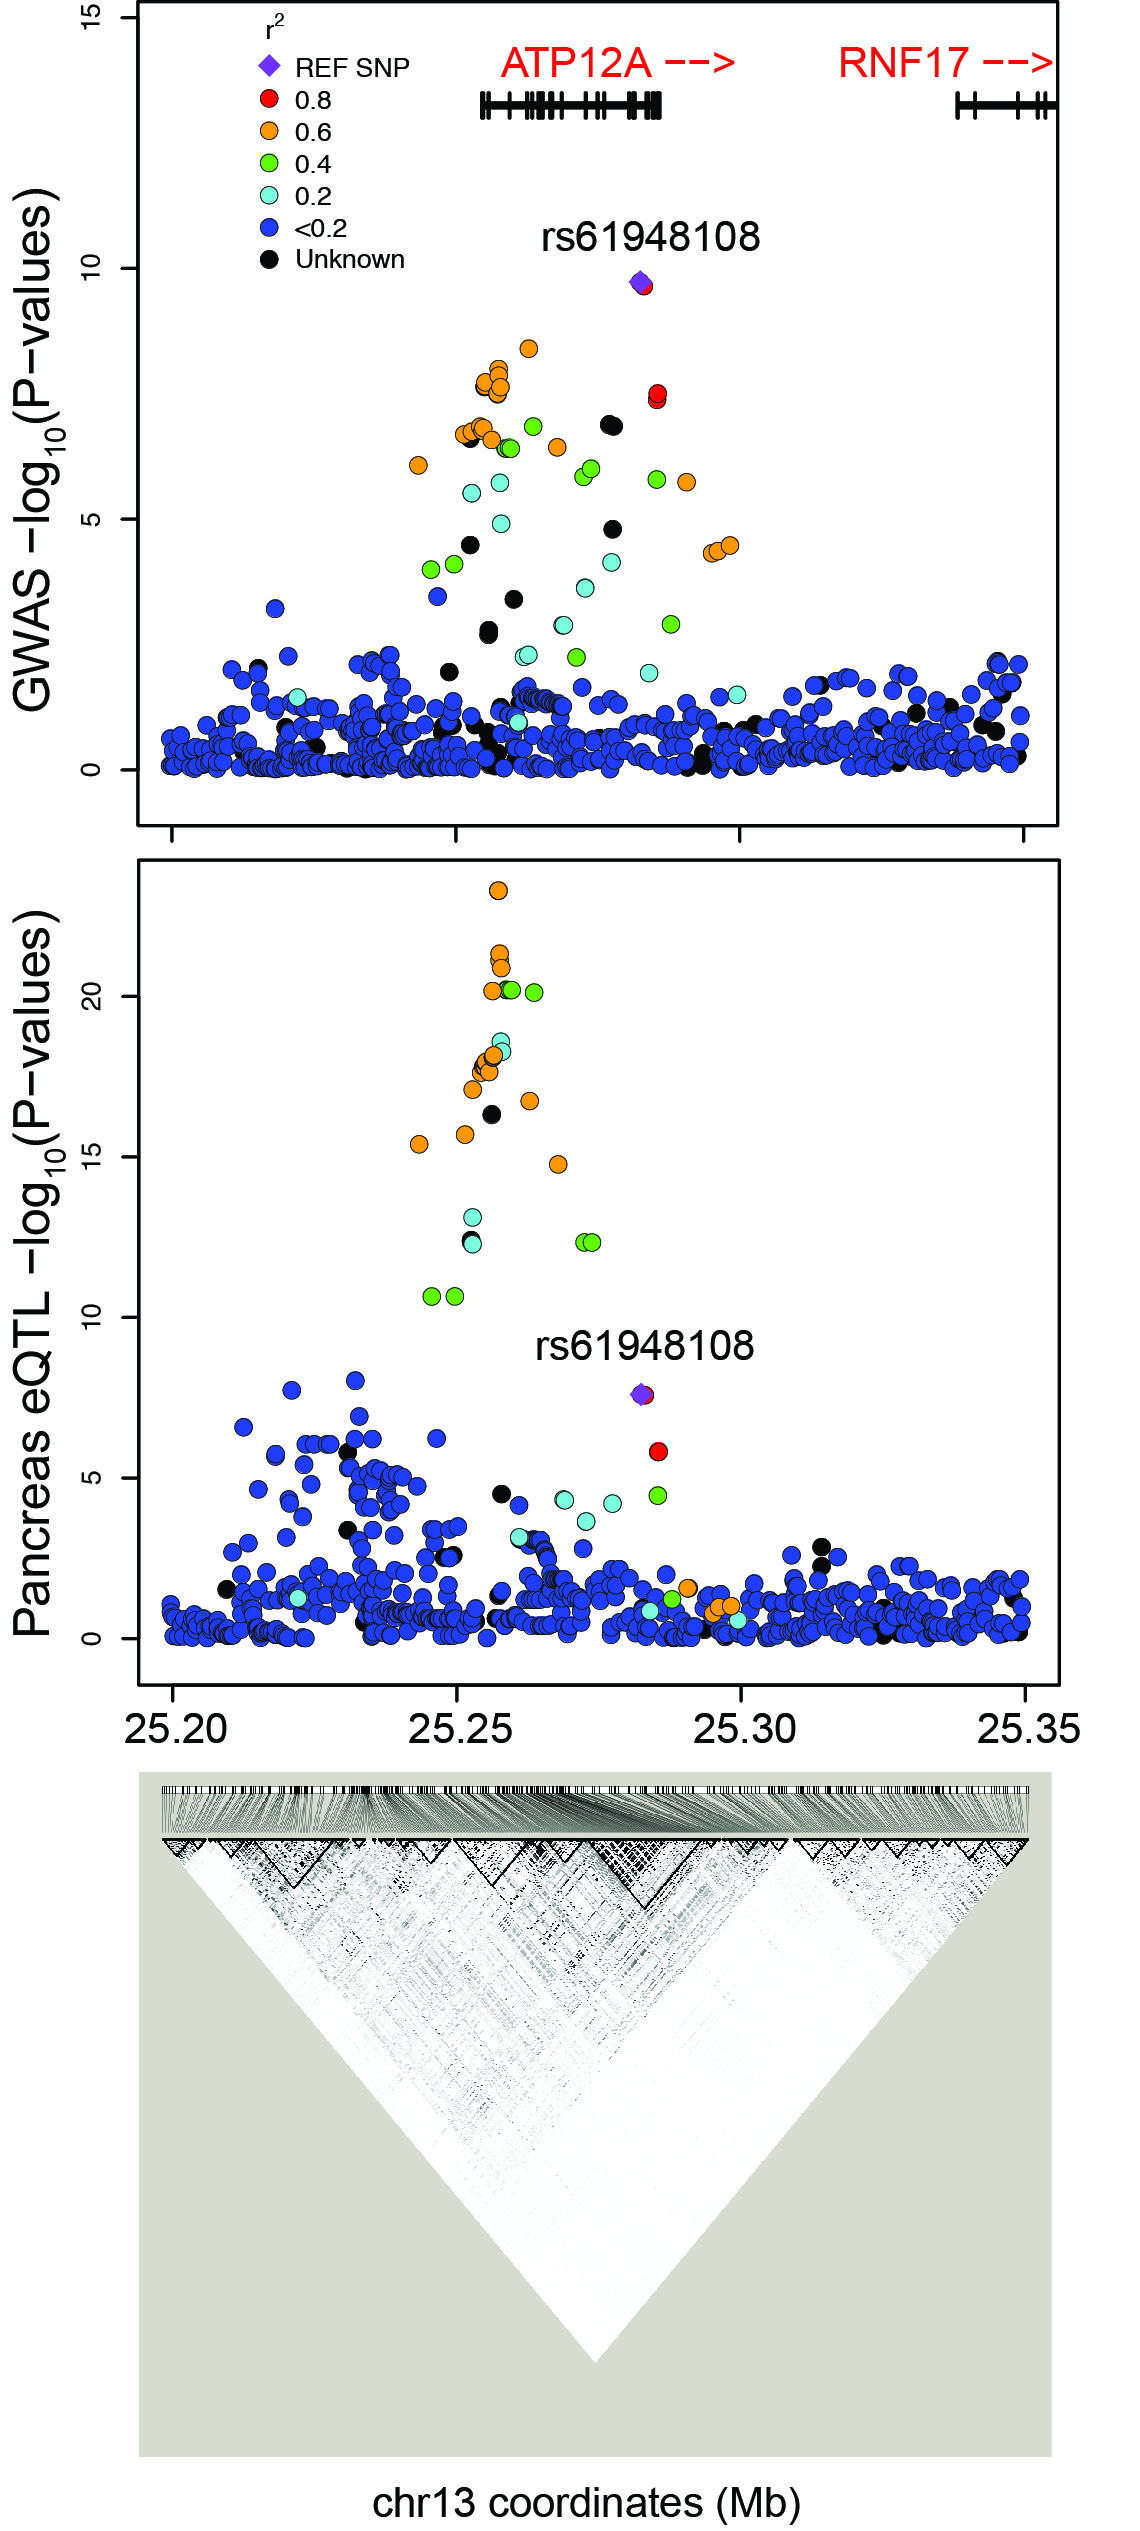 r2
REF SNP
0.8
0.6
0.4
0.2
<0.2
Unknown
ATP12A −−>
RNF17 −−>
rs61948108
GWAS −log10(P−values)
15
10
5
0
rs61948108
Pancreas eQTL −log10(P−values)
20
15
10
5
0
25.20 25.25 25.30 25.35
chr13 coordinates (Mb)